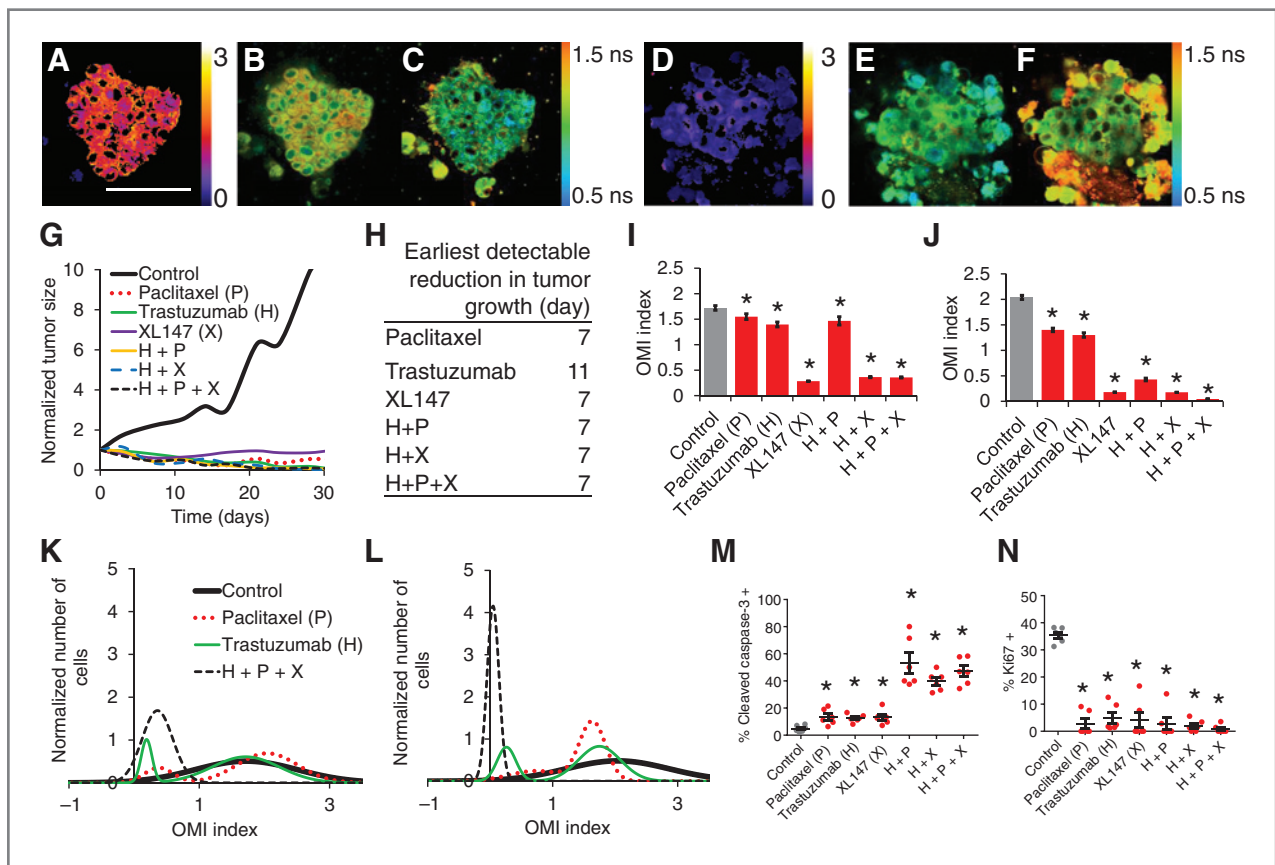 A
3
0
B
C
1.5 ns
0.5 ns
D
3
0
E
F
1.5 ns
0.5 ns
G
Normalized tumor size
10
8
6
4
2
0
Control
Paclitaxel (P)
Trastuzumab (H)
XL147 (X)
H + P
H + X
H + P + X
0
10
20
30
Time (days)
H
Earliest detectable
reduction in tumor
growth (day)
Paclitaxel 7
Trastuzumab 11
XL147 7
H+P 7
H+X 7
H+P+X 7
I
OMI index
2.5
2
1.5
1
0.5
0
* * * * * *
Control
Paclitaxel (P)
Trastuzumab (H)
XL147 (X)
H + P
H + X
H + P + X
J
OMI index
2.5
2
1.5
1
0.5
0
* * * * * *
Control
Paclitaxel (P)
Trastuzumab (H)
XL147
H + P
H + X
H + P + X
K
Normalized number of
cells
5
4
3
2
1
0
Control
Paclitaxel (P)
Trastuzumab (H)
H + P + X
−1
1
3
OMI index
L
Normalized number of
cells
5
4
3
2
1
0
−1
1
3
OMI index
M
% Cleaved caspase-3 +
100
80
60
40
20
0
* * * * * *
Control
Paclitaxel (P)
Trastuzumab (H)
XL147 (X)
H + P
H + X
H + P + X
N
% Ki67 +
50
40
30
20
10
0
* * * * * *
Control
Paclitaxel (P)
Trastuzumab (H)
XL147 (X)
H + P
H + X
H + P + X